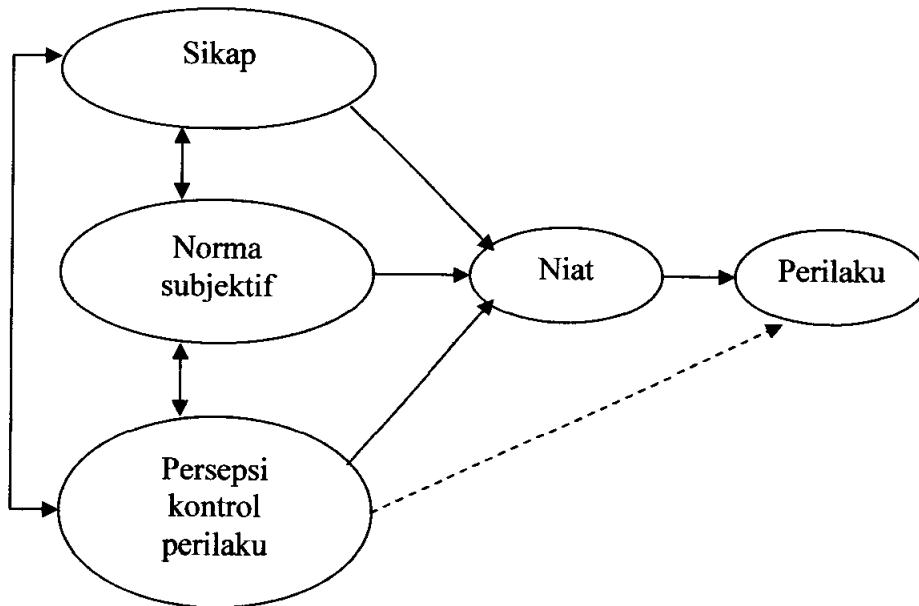 Sikap
Norma
subjektif
Niat
Perilaku
Persepsi
kontrol
perilaku